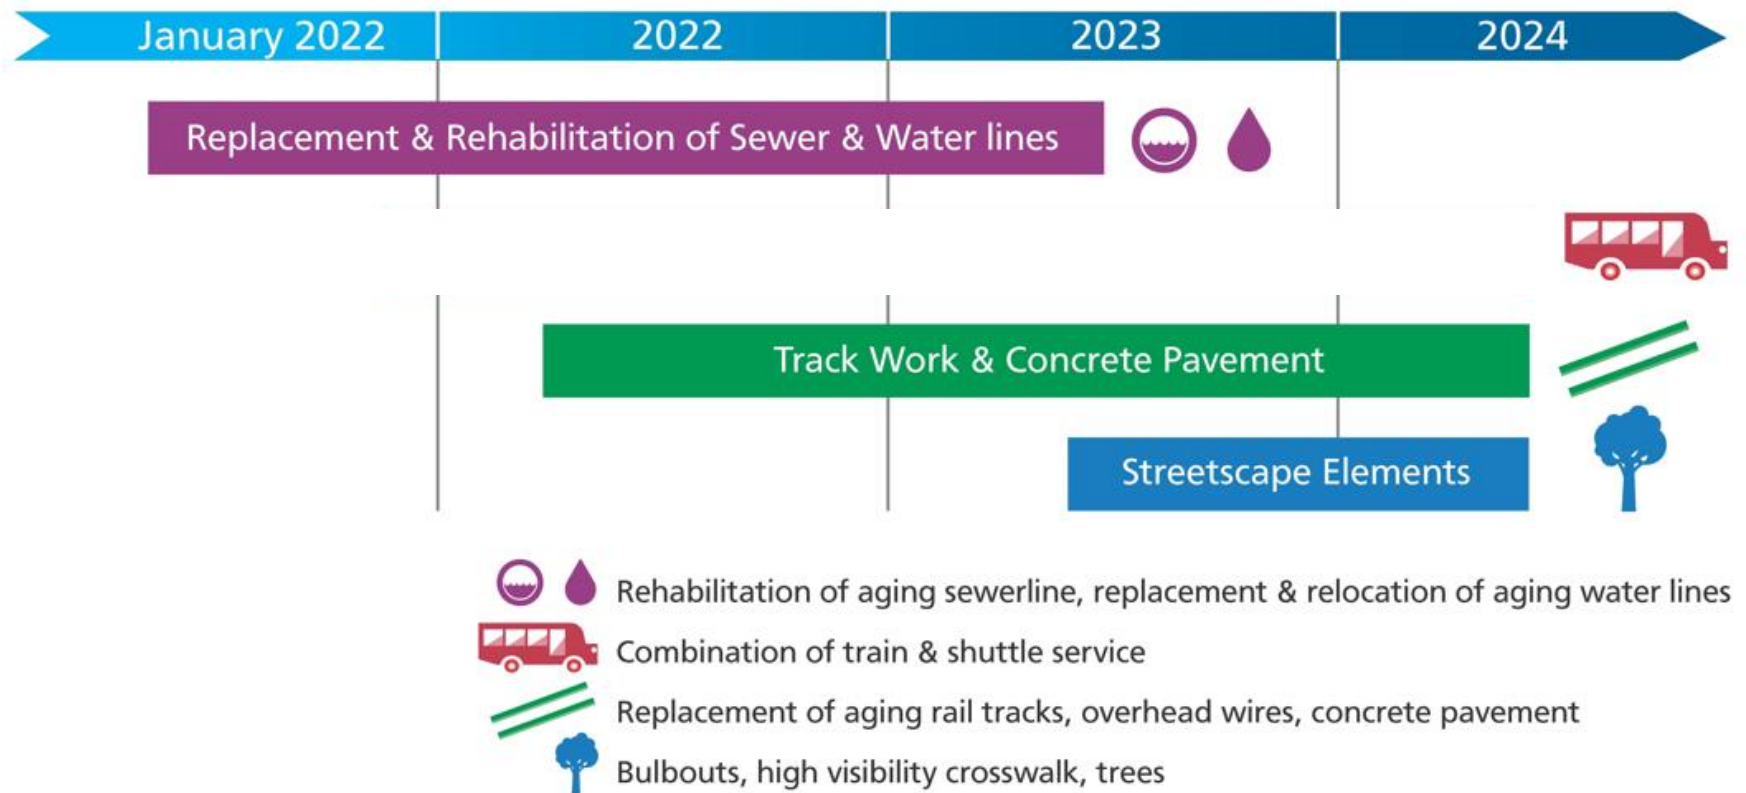 January 2022 2022 2023 2024
Replacement & Rehabilitation of Sewer & Water lines
Track Work & Concrete Pavement
Streetscape Elements
Rehabilitation of aging sewerline, replacement & relocation of aging water lines
Combination of train & shuttle service
Replacement of aging rail tracks, overhead wires, concrete pavement
Bulbouts, high visibility crosswalk, trees